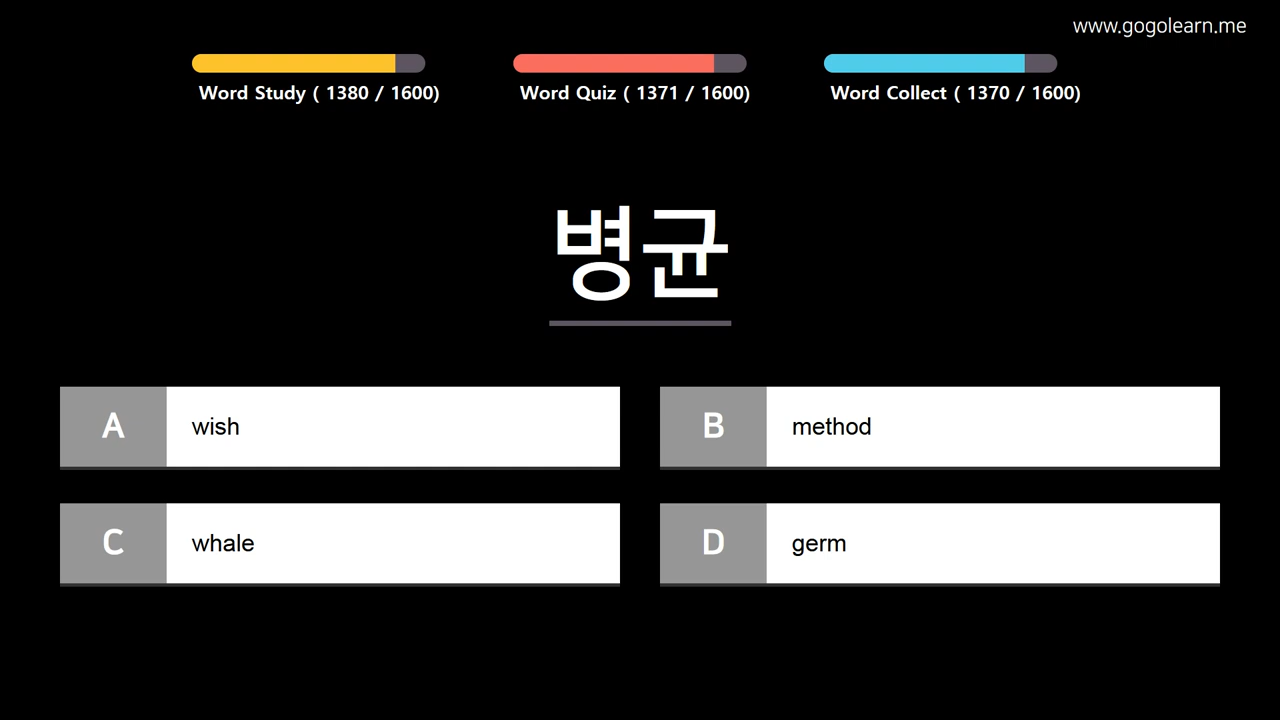 www.gogolearn.me
Word Study ( 1380 / 1600)
Word Quiz ( 1371 / 1600)
Word Collect ( 1370 / 1600)
병균
A wish
B method
C whale
D germ